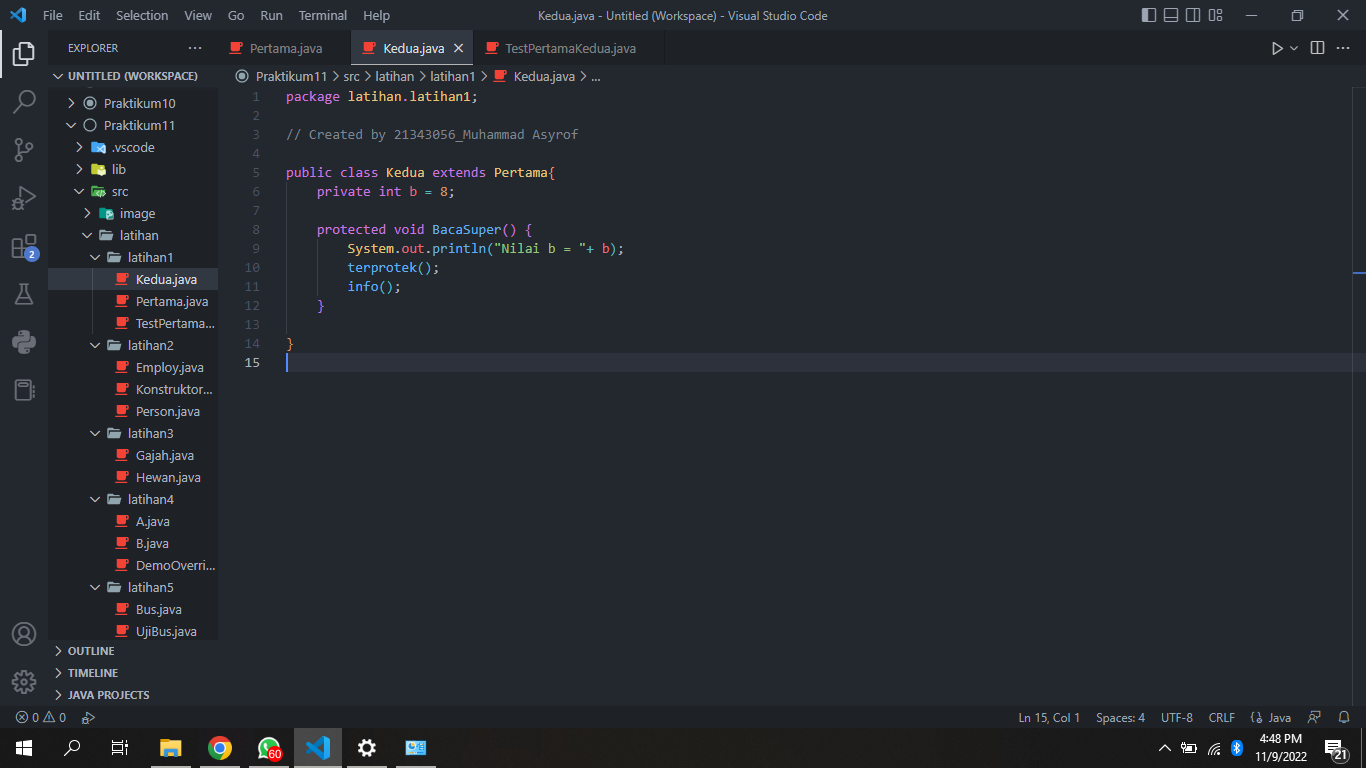 File Edit Selection View Go Run Terminal Help
Kedua.java - Untitled (Workspace) - Visual Studio Code
EXPLORER
Pertama.java
Kedua.java
TestPertamaKedua.java
UNTITLED (WORKSPACE)
Praktikum11 > src > latihan > latihan1 > Kedua.java > ...
Praktikum10
Praktikum11
.vscode
lib
src
image
latihan
latihan1
Kedua.java
Pertama.java
TestPertama...
latihan2
Employ.java
Konstruktor...
Person.java
latihan3
Gajah.java
Hewan.java
latihan4
A.java
B.java
DemoOverri...
latihan5
Bus.java
UjiBus.java
OUTLINE
TIMELINE
JAVA PROJECTS
2
1 package latihan.latihan1;
2
3 // Created by 21343056_Muhammad Asyrof
4
5 public class Kedua extends Pertama{
6 private int b = 8;
7
8 protected void BacaSuper() {
9 System.out.println("Nilai b = "+ b);
10 terprotek();
11 info();
12 }
13
14 }
15
0 0
Ln 15, Col 1 Spaces: 4 UTF-8 CRLF {} Java
60
4:48 PM
11/9/2022
21